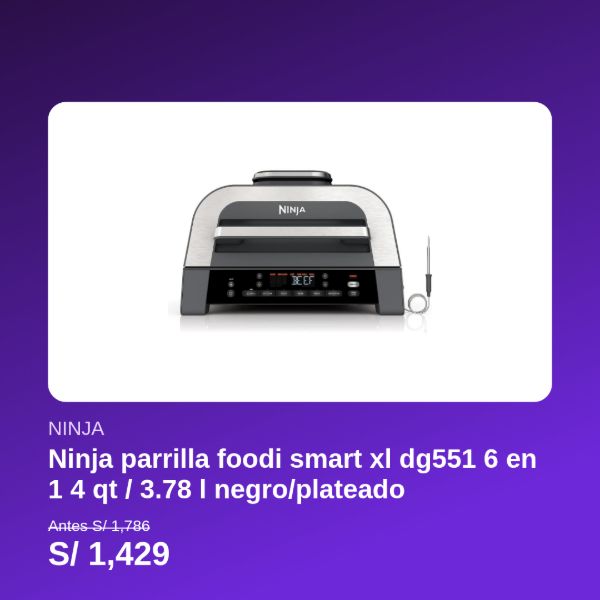 NINJA
BEEF
NINJA
Ninja parrilla foodi smart xl dg551 6 en
1 4 qt / 3.78 l negro/plateado
Antes S/ 1,786
S/ 1,429